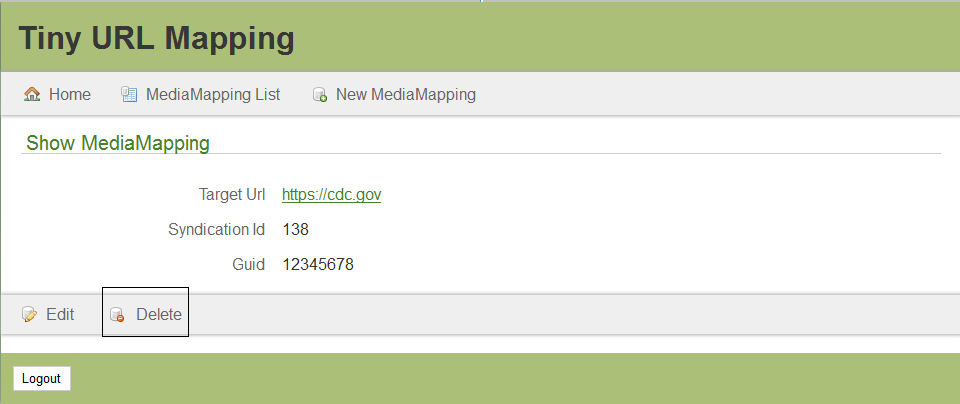 Tiny URL Mapping
Home MediaMapping List New MediaMapping
Show MediaMapping
Target Url https://cdc.gov
Syndication Id 138
Guid 12345678
Edit Delete
Logout